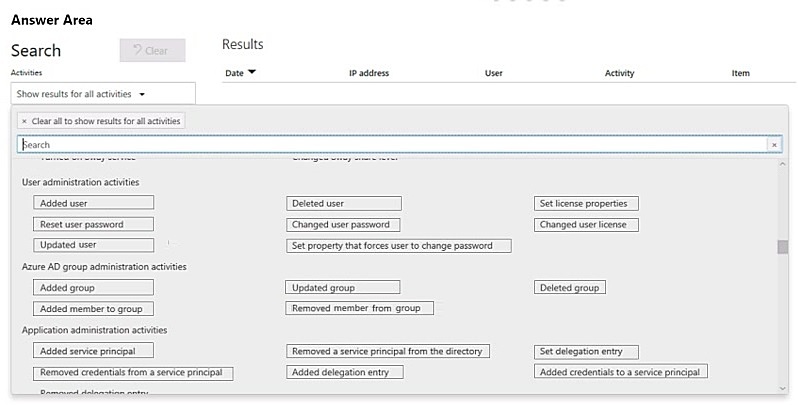 Answer Area
Search
Clear
Results
Activities
Date
IP address
User
Activity
Item
Show results for all activities
× Clear all to show results for all activities
Search
×
User administration activities
Added user
Deleted user
Set license properties
Reset user password
Changed user password
Changed user license
Updated user
Set property that forces user to change password
Azure AD group administration activities
Added group
Updated group
Deleted group
Added member to group
Removed member from group
Application administration activities
Added service principal
Removed a service principal from the directory
Set delegation entry
Removed credentials from a service principal
Added delegation entry
Added credentials to a service principal
Removed delegation entry